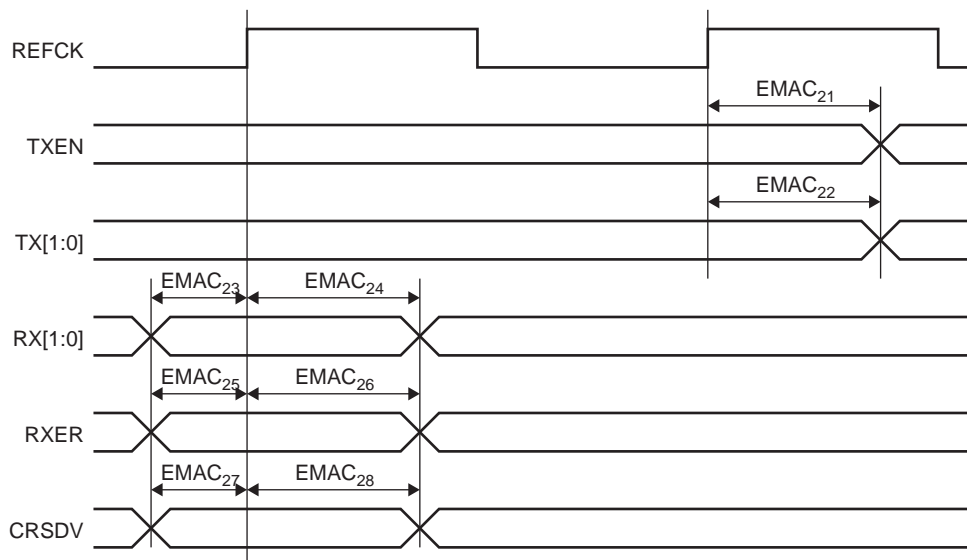 REFCK
EMAC21
TXEN
EMAC22
TX[1:0]
EMAC23 EMAC24
RX[1:0]
EMAC25 EMAC26
RXER
EMAC27 EMAC28
CRSDV